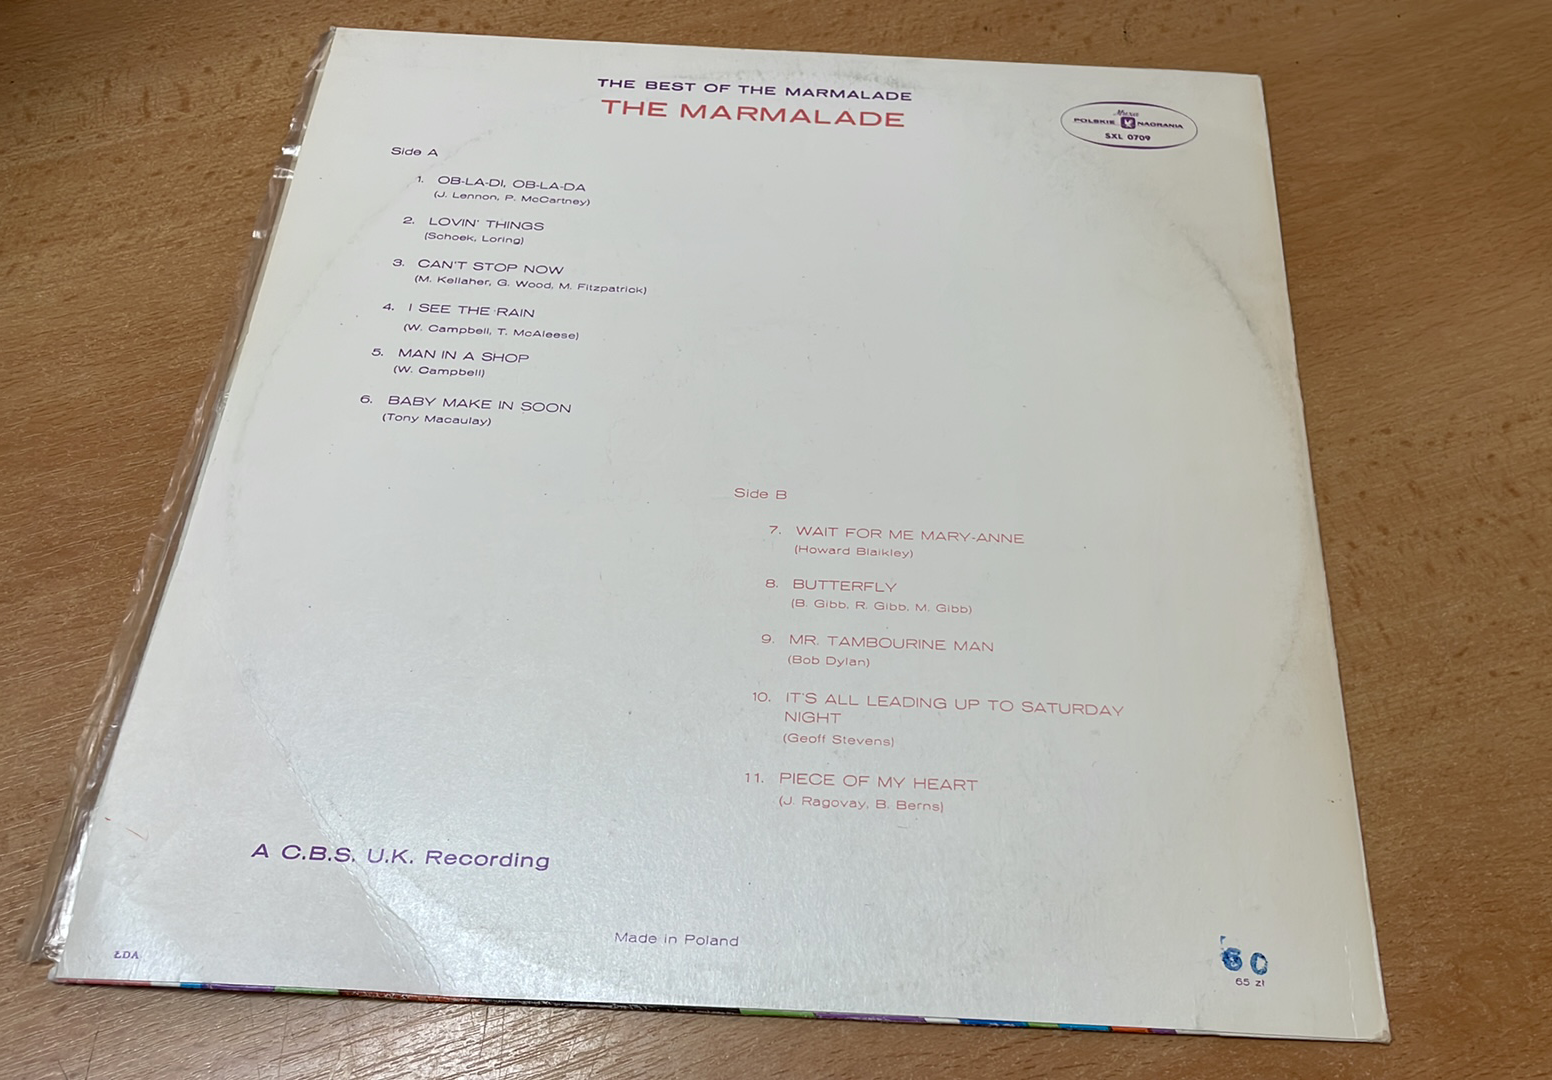 THE BEST OF THE MARMALADE
THE MARMALADE
Muza
POLSKIE NAGRANIA
SXL 0709
Side A
1. OB-LA-DI, OB-LA-DA
(J. Lennon, P. McCartney)
2. LOVIN' THINGS
(Schoek, Loring)
3. CAN'T STOP NOW
(M. Kellaher, G. Wood, M. Fitzpatrick)
4. I SEE THE RAIN
(W. Campbell, T. McAleese)
5. MAN IN A SHOP
(W. Campbell)
6. BABY MAKE IN SOON
(Tony Macaulay)
Side B
7. WAIT FOR ME MARY-ANNE
(Howard Blaikley)
8. BUTTERFLY
(B. Gibb, R. Gibb, M. Gibb)
9. MR. TAMBOURINE MAN
(Bob Dylan)
10. IT'S ALL LEADING UP TO SATURDAY
NIGHT
(Geoff Stevens)
11. PIECE OF MY HEART
(J. Ragovay, B. Berns)
A C.B.S. U.K. Recording
Made in Poland
ŁDA
60
65 zł